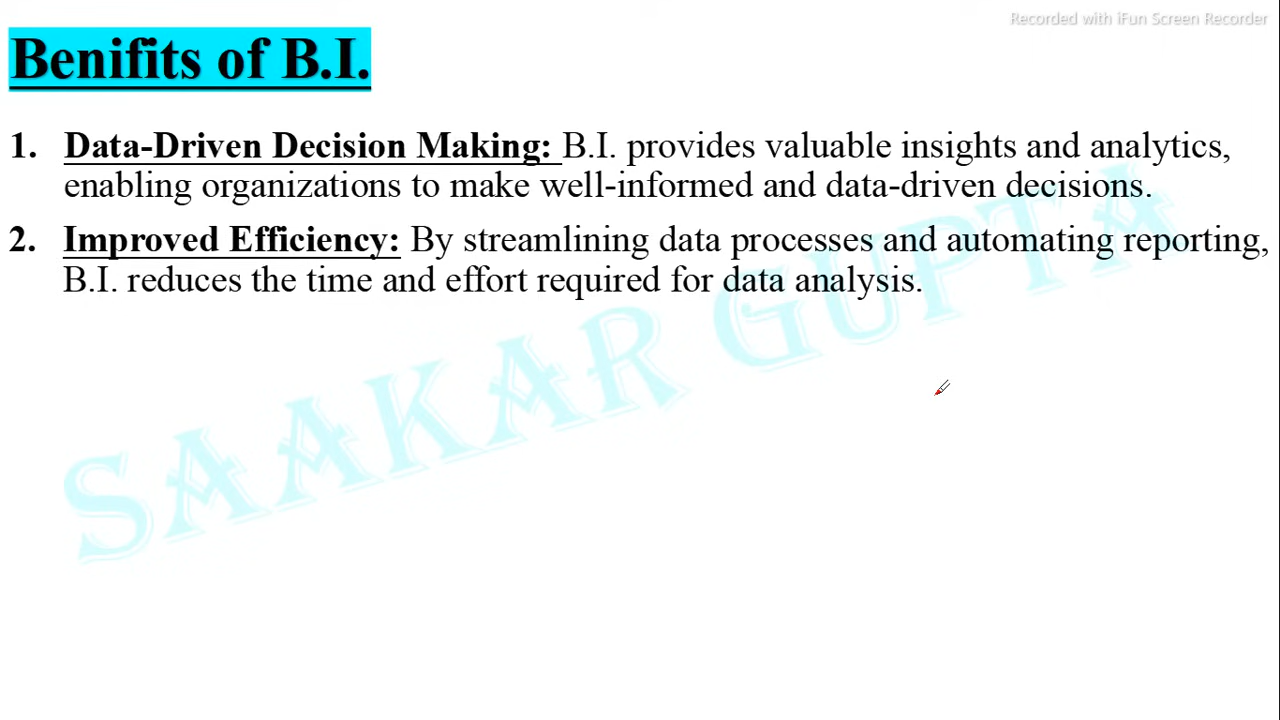 Recorded with iFun Screen Recorder
Benifits of B.I.
1. Data-Driven Decision Making: B.I. provides valuable insights and analytics,
enabling organizations to make well-informed and data-driven decisions.
2. Improved Efficiency: By streamlining data processes and automating reporting,
B.I. reduces the time and effort required for data analysis.
SAAKAR GUPTA